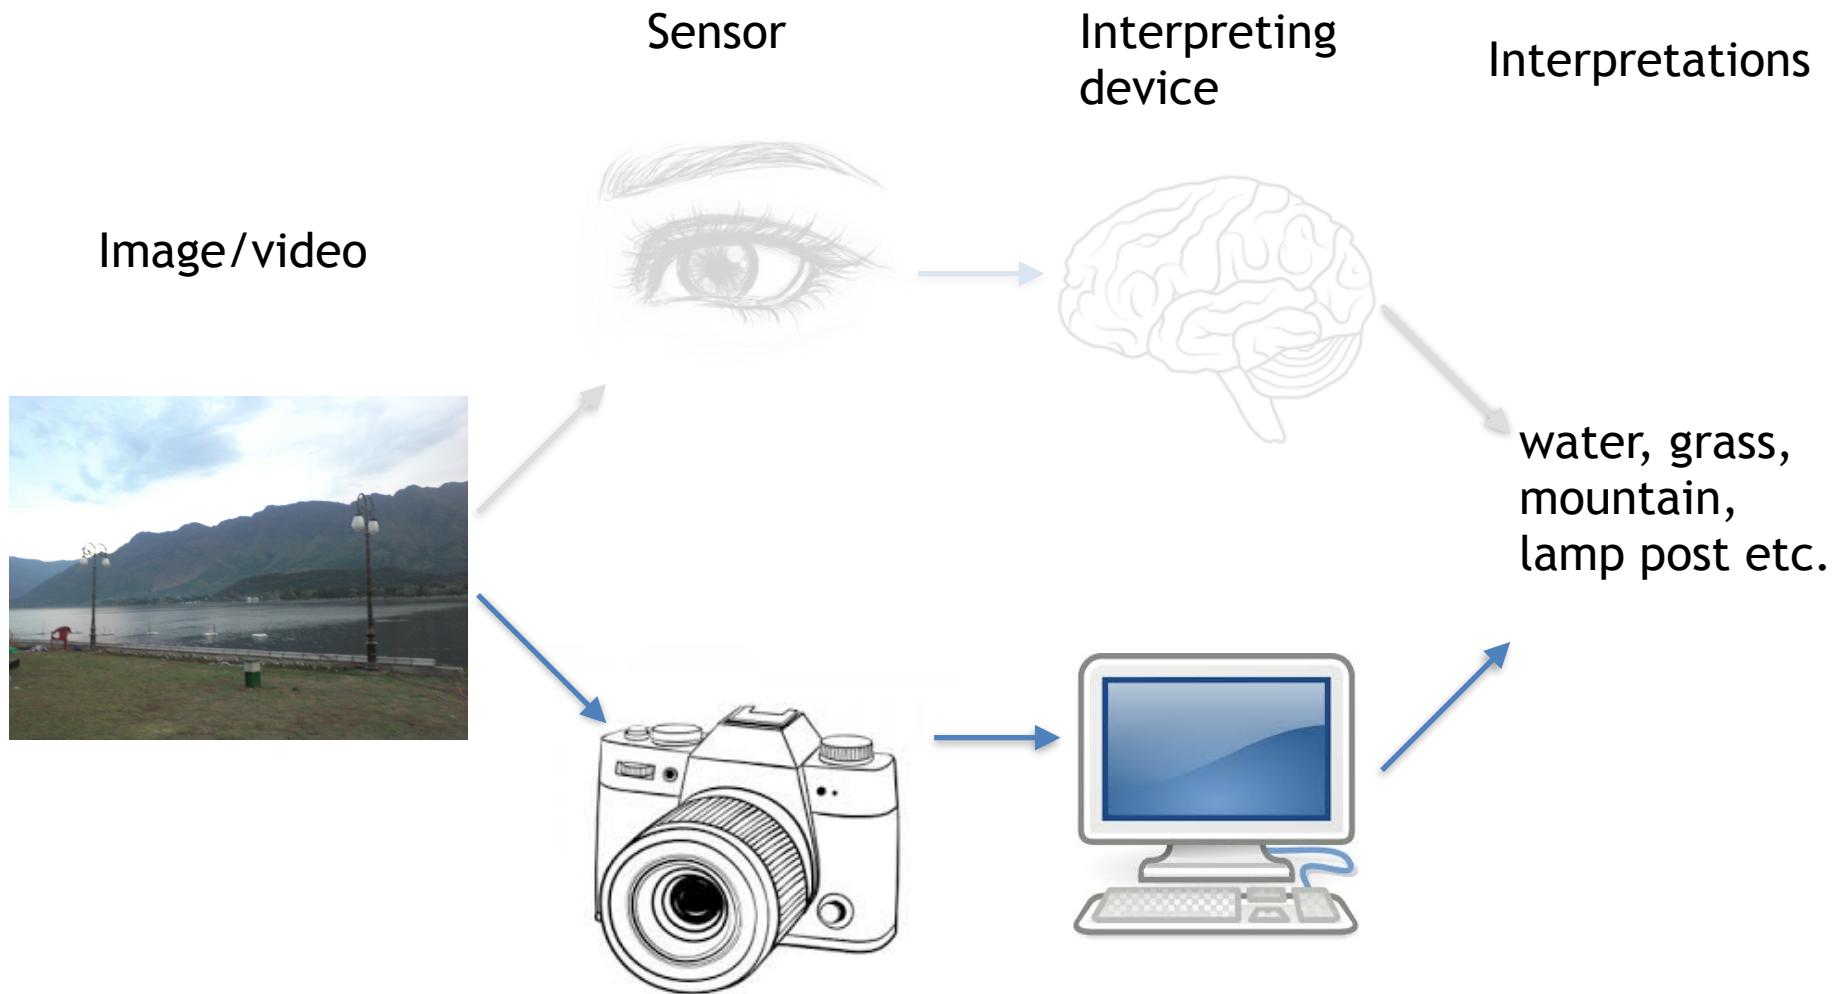 Sensor
Interpreting
device
Interpretations
Image/video
water, grass,
mountain,
lamp post etc.